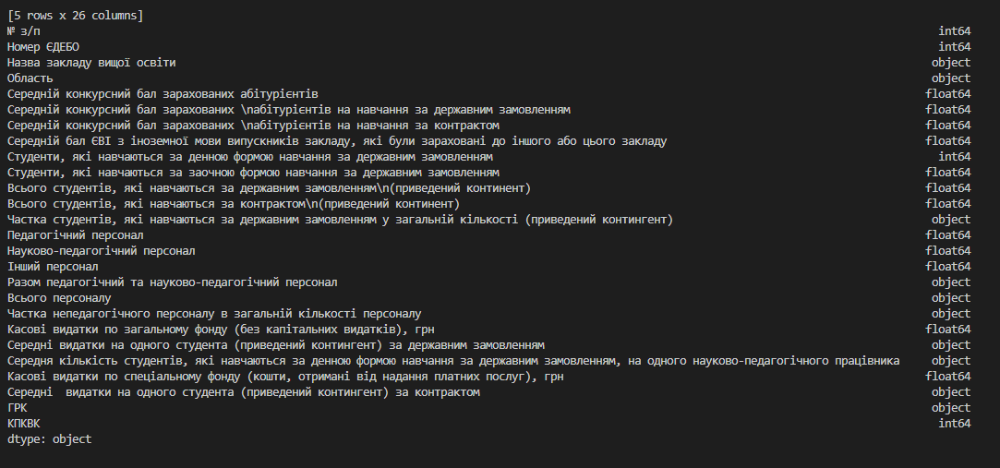 [5 rows x 26 columns]
№ з/п int64
Номер ЄДЕБО int64
Назва закладу вищої освіти object
Область object
Середній конкурсний бал зарахованих абітурієнтів float64
Середній конкурсний бал зарахованих \nабітурієнтів на навчання за державним замовленням float64
Середній конкурсний бал зарахованих \nабітурієнтів на навчання за контрактом float64
Середній бал ЄВІ з іноземної мови випускників закладу, які були зараховані до іншого або цього закладу float64
Студенти, які навчаються за денною формою навчання за державним замовленням int64
Студенти, які навчаються за заочною формою навчання за державним замовленням float64
Всього студентів, які навчаються за державним замовленням\n(приведений континент) float64
Всього студентів, які навчаються за контрактом\n(приведений континент) float64
Частка студентів, які навчаються за державним замовленням у загальній кількості (приведений контингент) object
Педагогічний персонал float64
Науково-педагогічний персонал float64
Інший персонал float64
Разом педагогічний та науково-педагогічний персонал object
Всього персоналу object
Частка непедагогічного персоналу в загальній кількості персоналу object
Касові видатки по загальному фонду (без капітальних видатків), грн float64
Середні видатки на одного студента (приведений контингент) за державним замовленням object
Середня кількість студентів, які навчаються за денною формою навчання за державним замовленням, на одного науково-педагогічного працівника object
Касові видатки по спеціальному фонду (кошти, отримані від надання платних послуг), грн float64
Середні  видатки на одного студента (приведений контингент) за контрактом object
ГРК object
КПКВК int64
dtype: object